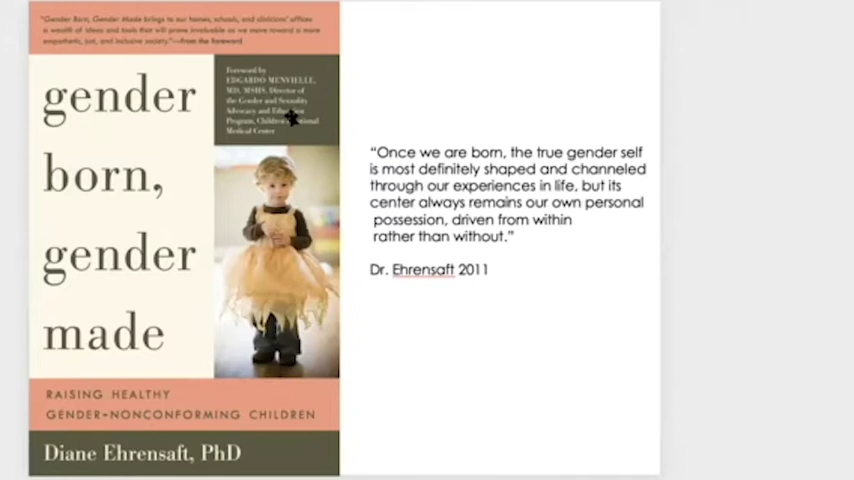 "Gender Born, Gender Made brings to our homes, schools, and clinicians' offices
a wealth of ideas and tools that will prove invaluable as we move toward a more
empathetic, just, and inclusive society."—from the foreword
gender
born,
gender
made
Foreword by
EDGARDO MENVIELLE,
MD, MSHS, Director of
the Gender and Sexuality
Advocacy and
Program,
Medical Center
RAISING HEALTHY
GENDER-NONCONFORMING CHILDREN
Diane Ehrensaft, PhD
“Once we are born, the true gender self
is most definitely shaped and channeled
through our experiences in life, but its
center always remains our own personal
possession, driven from within
rather than without.”
Dr. Ehrensaft 2011